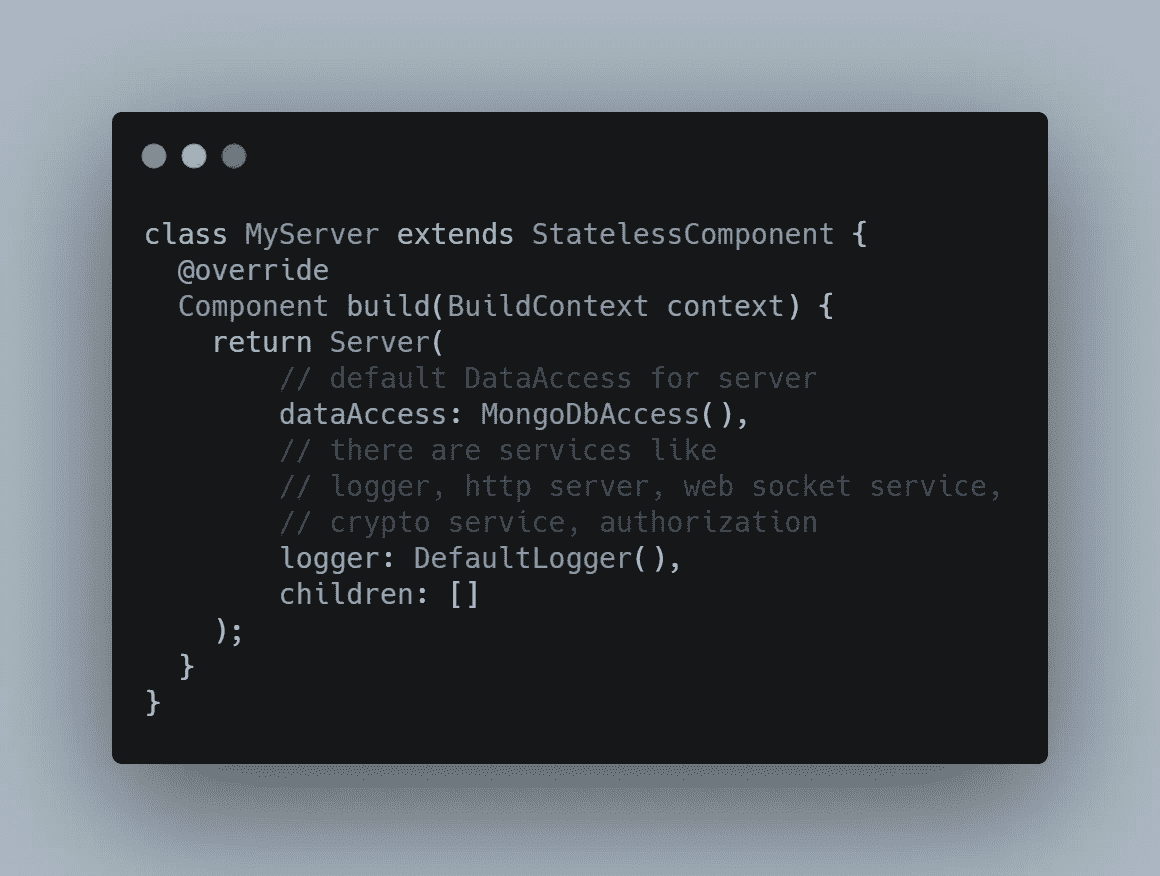 class MyServer extends StatelessComponent {
  @override
  Component build(BuildContext context) {
    return Server(
        // default DataAccess for server
        dataAccess: MongoDbAccess(),
        // there are services like
        // logger, http server, web socket service,
        // crypto service, authorization
        logger: DefaultLogger(),
        children: []
    );
  }
}